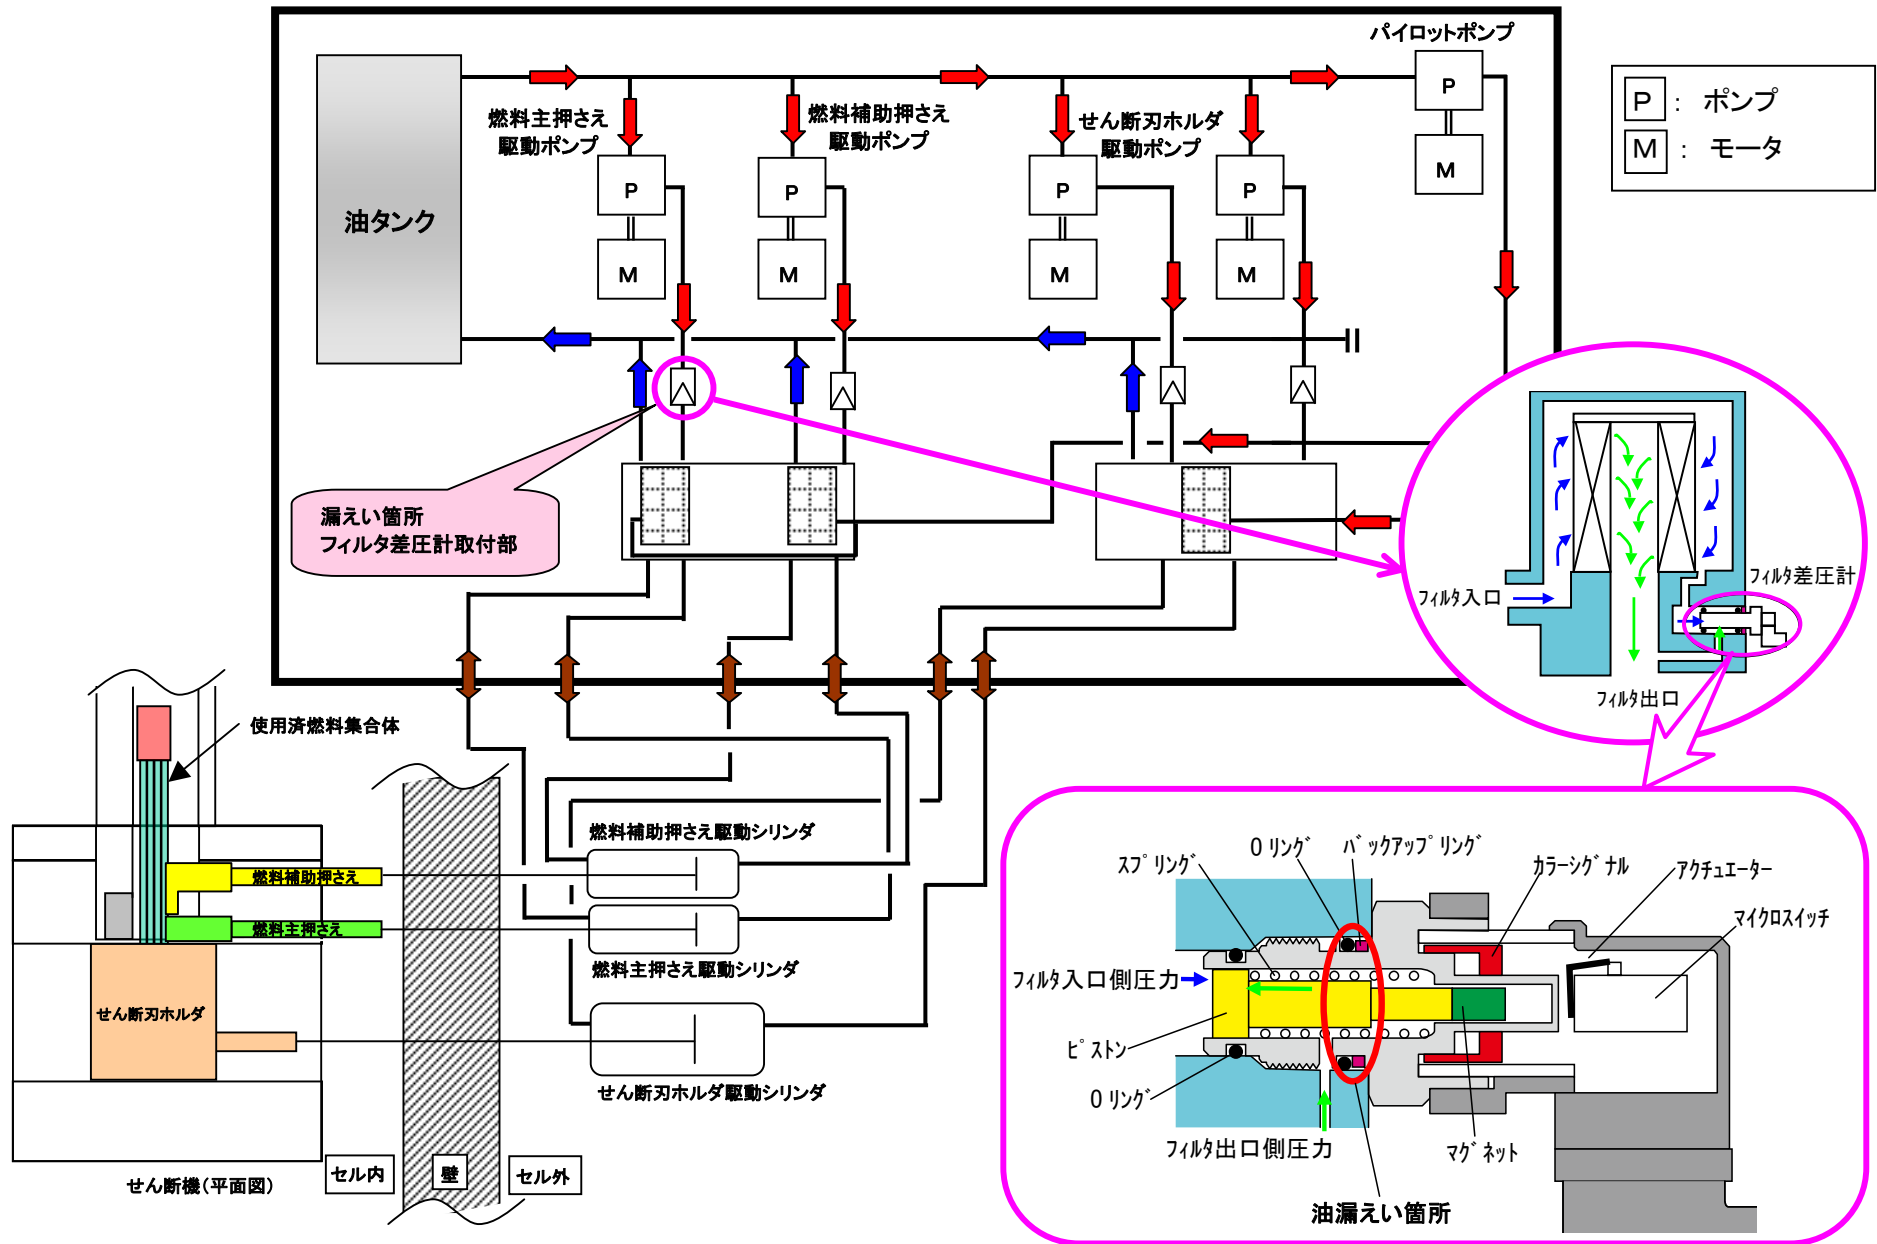 パイロットポンプ
P : ポンプ
M : モータ
油タンク
燃料主押さえ
駆動ポンプ
燃料補助押さえ
駆動ポンプ
せん断刃ホルダ
駆動ポンプ
P
P
P
P
P
M
M
M
M
M
漏えい箇所
フィルタ差圧計取付部
フィルタ入口
フィルタ差圧計
フィルタ出口
使用済燃料集合体
燃料補助押さえ
燃料主押さえ
せん断刃ホルダ
せん断機(平面図)
セル内
壁
セル外
燃料補助押さえ駆動シリンダ
燃料主押さえ駆動シリンダ
せん断刃ホルダ駆動シリンダ
スプリング
Oリング
バックアップリング
カラーシグナル
アクチュエーター
マイクロスイッチ
フィルタ入口側圧力
ピストン
Oリング
フィルタ出口側圧力
マグネット
油漏えい箇所